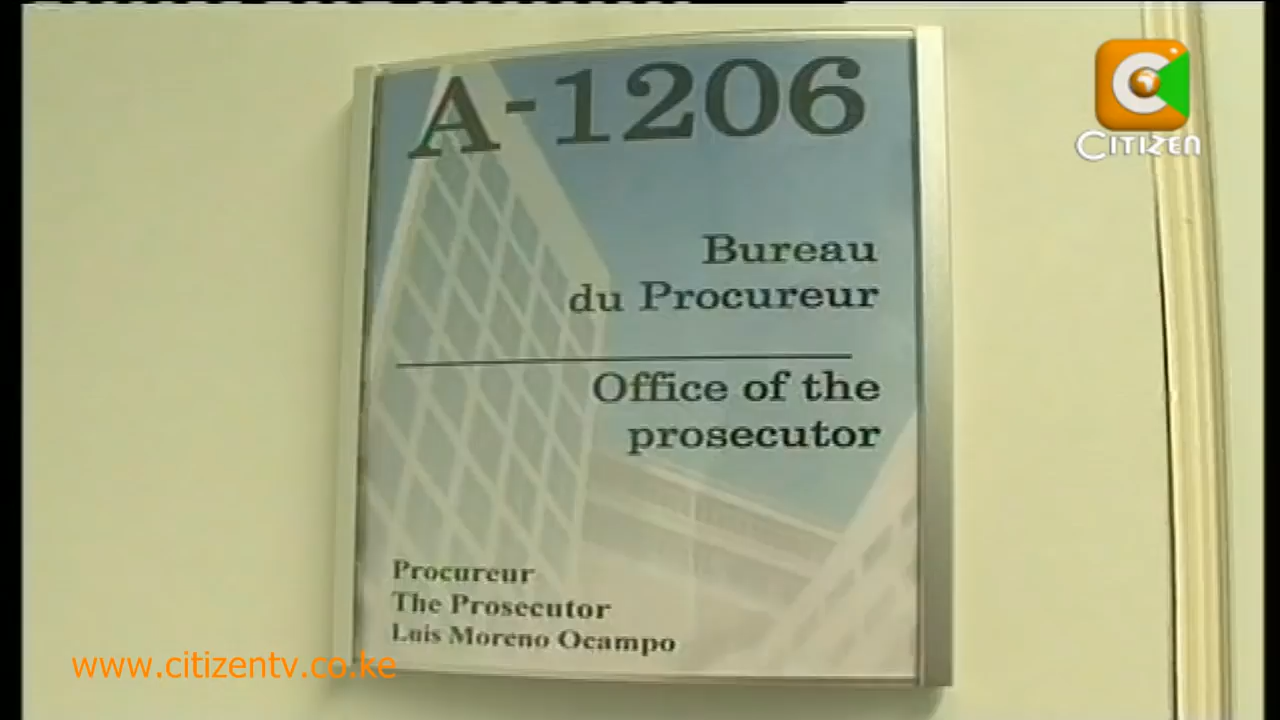 A-1206
Bureau
du Procureur
Office of the
prosecutor
Procureur
The Prosecutor
Luis Moreno Ocampo
CITIZEN
www.citizentv.co.ke